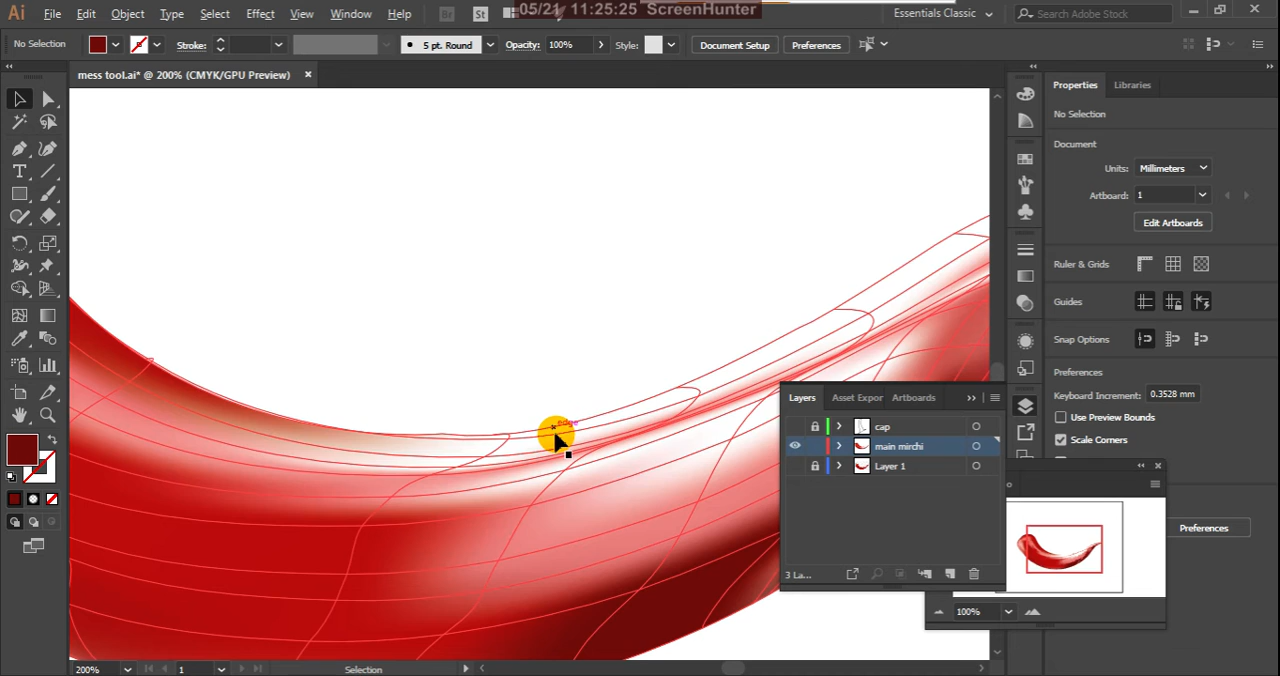 05/21 11:25:25 ScreenHunter
Ai File Edit Object Type Select Effect View Window Help Br St Essentials Classic Search Adobe Stock
No Selection Stroke: 5 pt. Round Opacity: 100% Style: Document Setup Preferences
mess tool.ai* @ 200% (CMYK/GPU Preview)
Properties Libraries
No Selection
Document
Units: Millimeters
Artboard: 1
Edit Artboards
Ruler & Grids
Guides
Snap Options
Preferences
Keyboard Increment: 0.3528 mm
Use Preview Bounds
Scale Corners
Preferences
edge
Layers Asset Expor Artboards
cap
main mirchi
Layer 1
3 La...
100%
200% 1 Selection